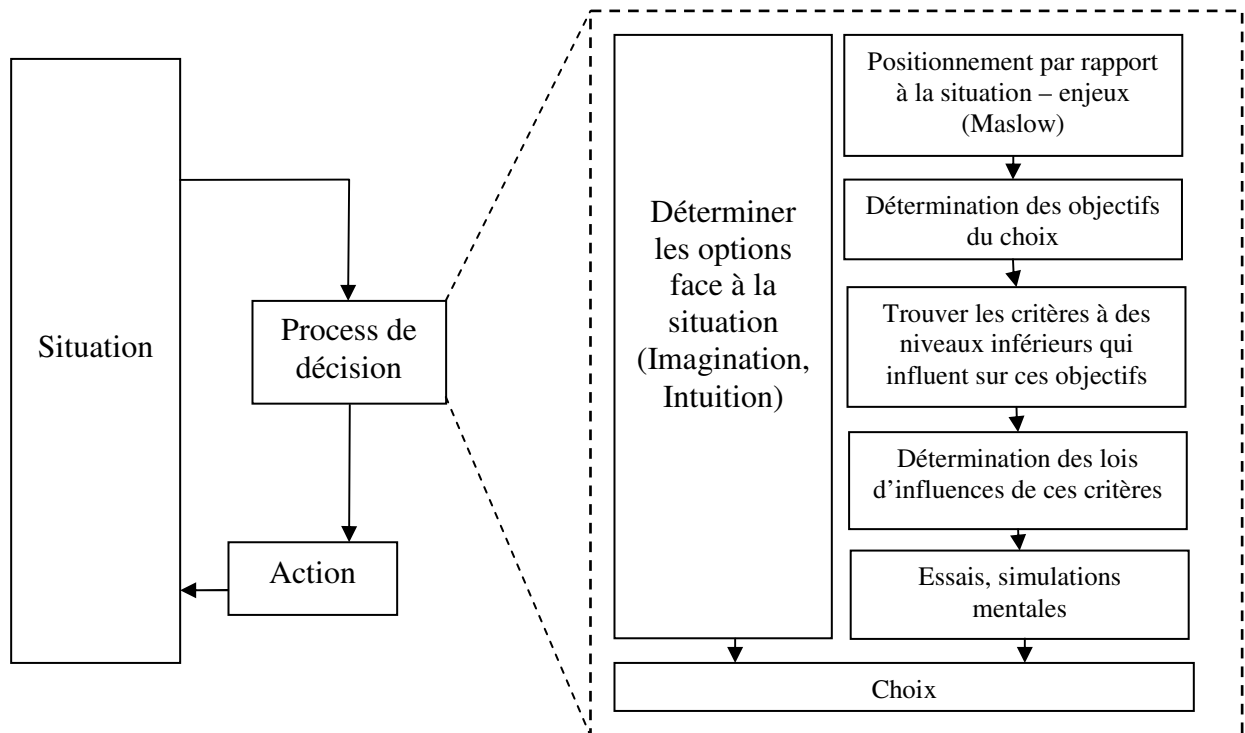 Situation
Process de
décision
Action
Déterminer
les options
face à la
situation
(Imagination,
Intuition)
Positionnement par rapport
à la situation – enjeux
(Maslow)
Détermination des objectifs
du choix
Trouver les critères à des
niveaux inférieurs qui
influent sur ces objectifs
Détermination des lois
d’influences de ces critères
Essais, simulations
mentales
Choix